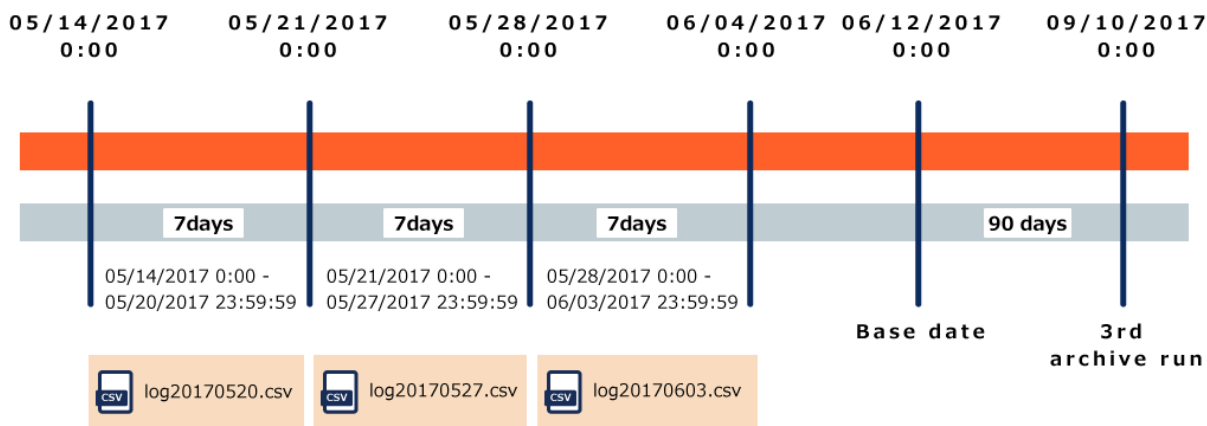 05/14/2017 05/21/2017 05/28/2017 06/04/2017 06/12/2017 09/10/2017
0:00 0:00 0:00 0:00 0:00 0:00
7days 7days 7days 90 days
05/14/2017 0:00 -
05/20/2017 23:59:59
05/21/2017 0:00 -
05/27/2017 23:59:59
05/28/2017 0:00 -
06/03/2017 23:59:59
Base date
3rd
archive run
CSV log20170520.csv
CSV log20170527.csv
CSV log20170603.csv